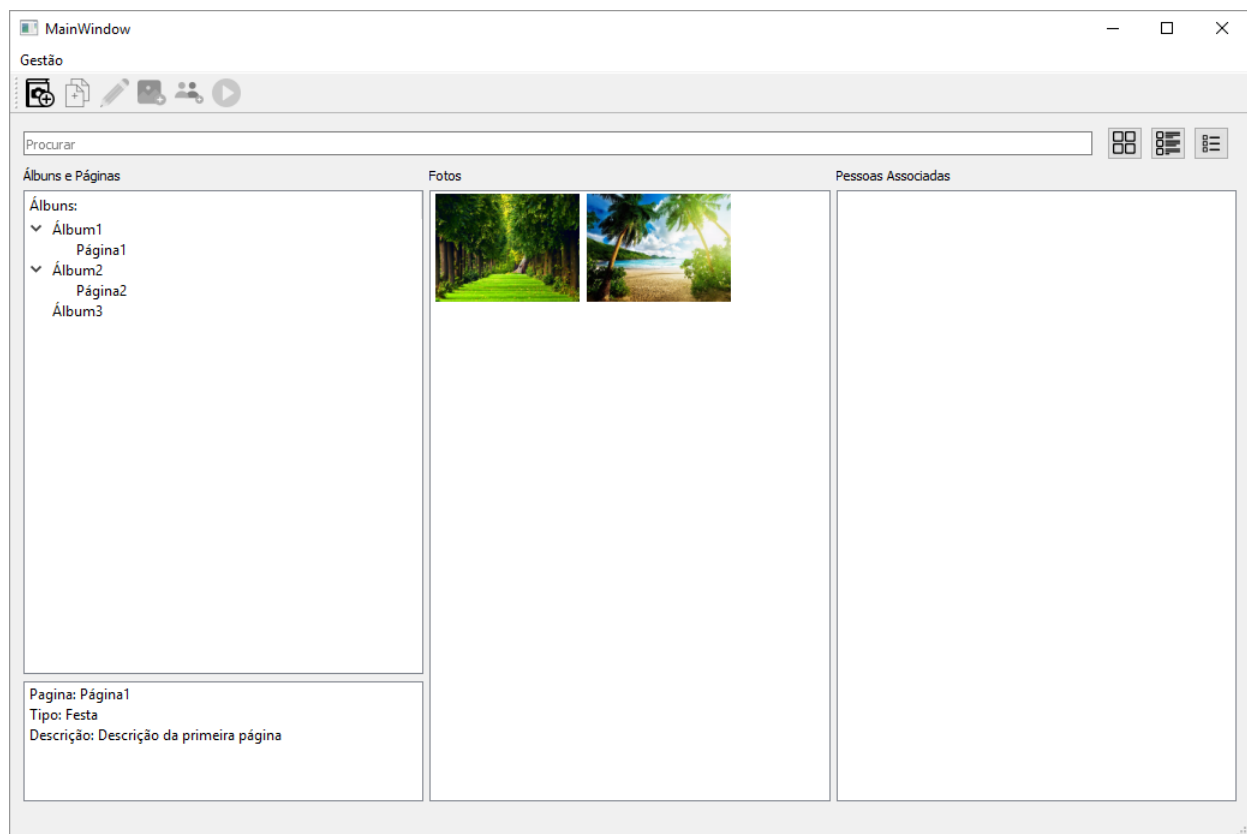 MainWindow
Gestão
Procurar
Álbuns e Páginas
Fotos
Pessoas Associadas
Álbuns:
Álbum1
Página1
Álbum2
Página2
Álbum3
Pagina: Página1
Tipo: Festa
Descrição: Descrição da primeira página